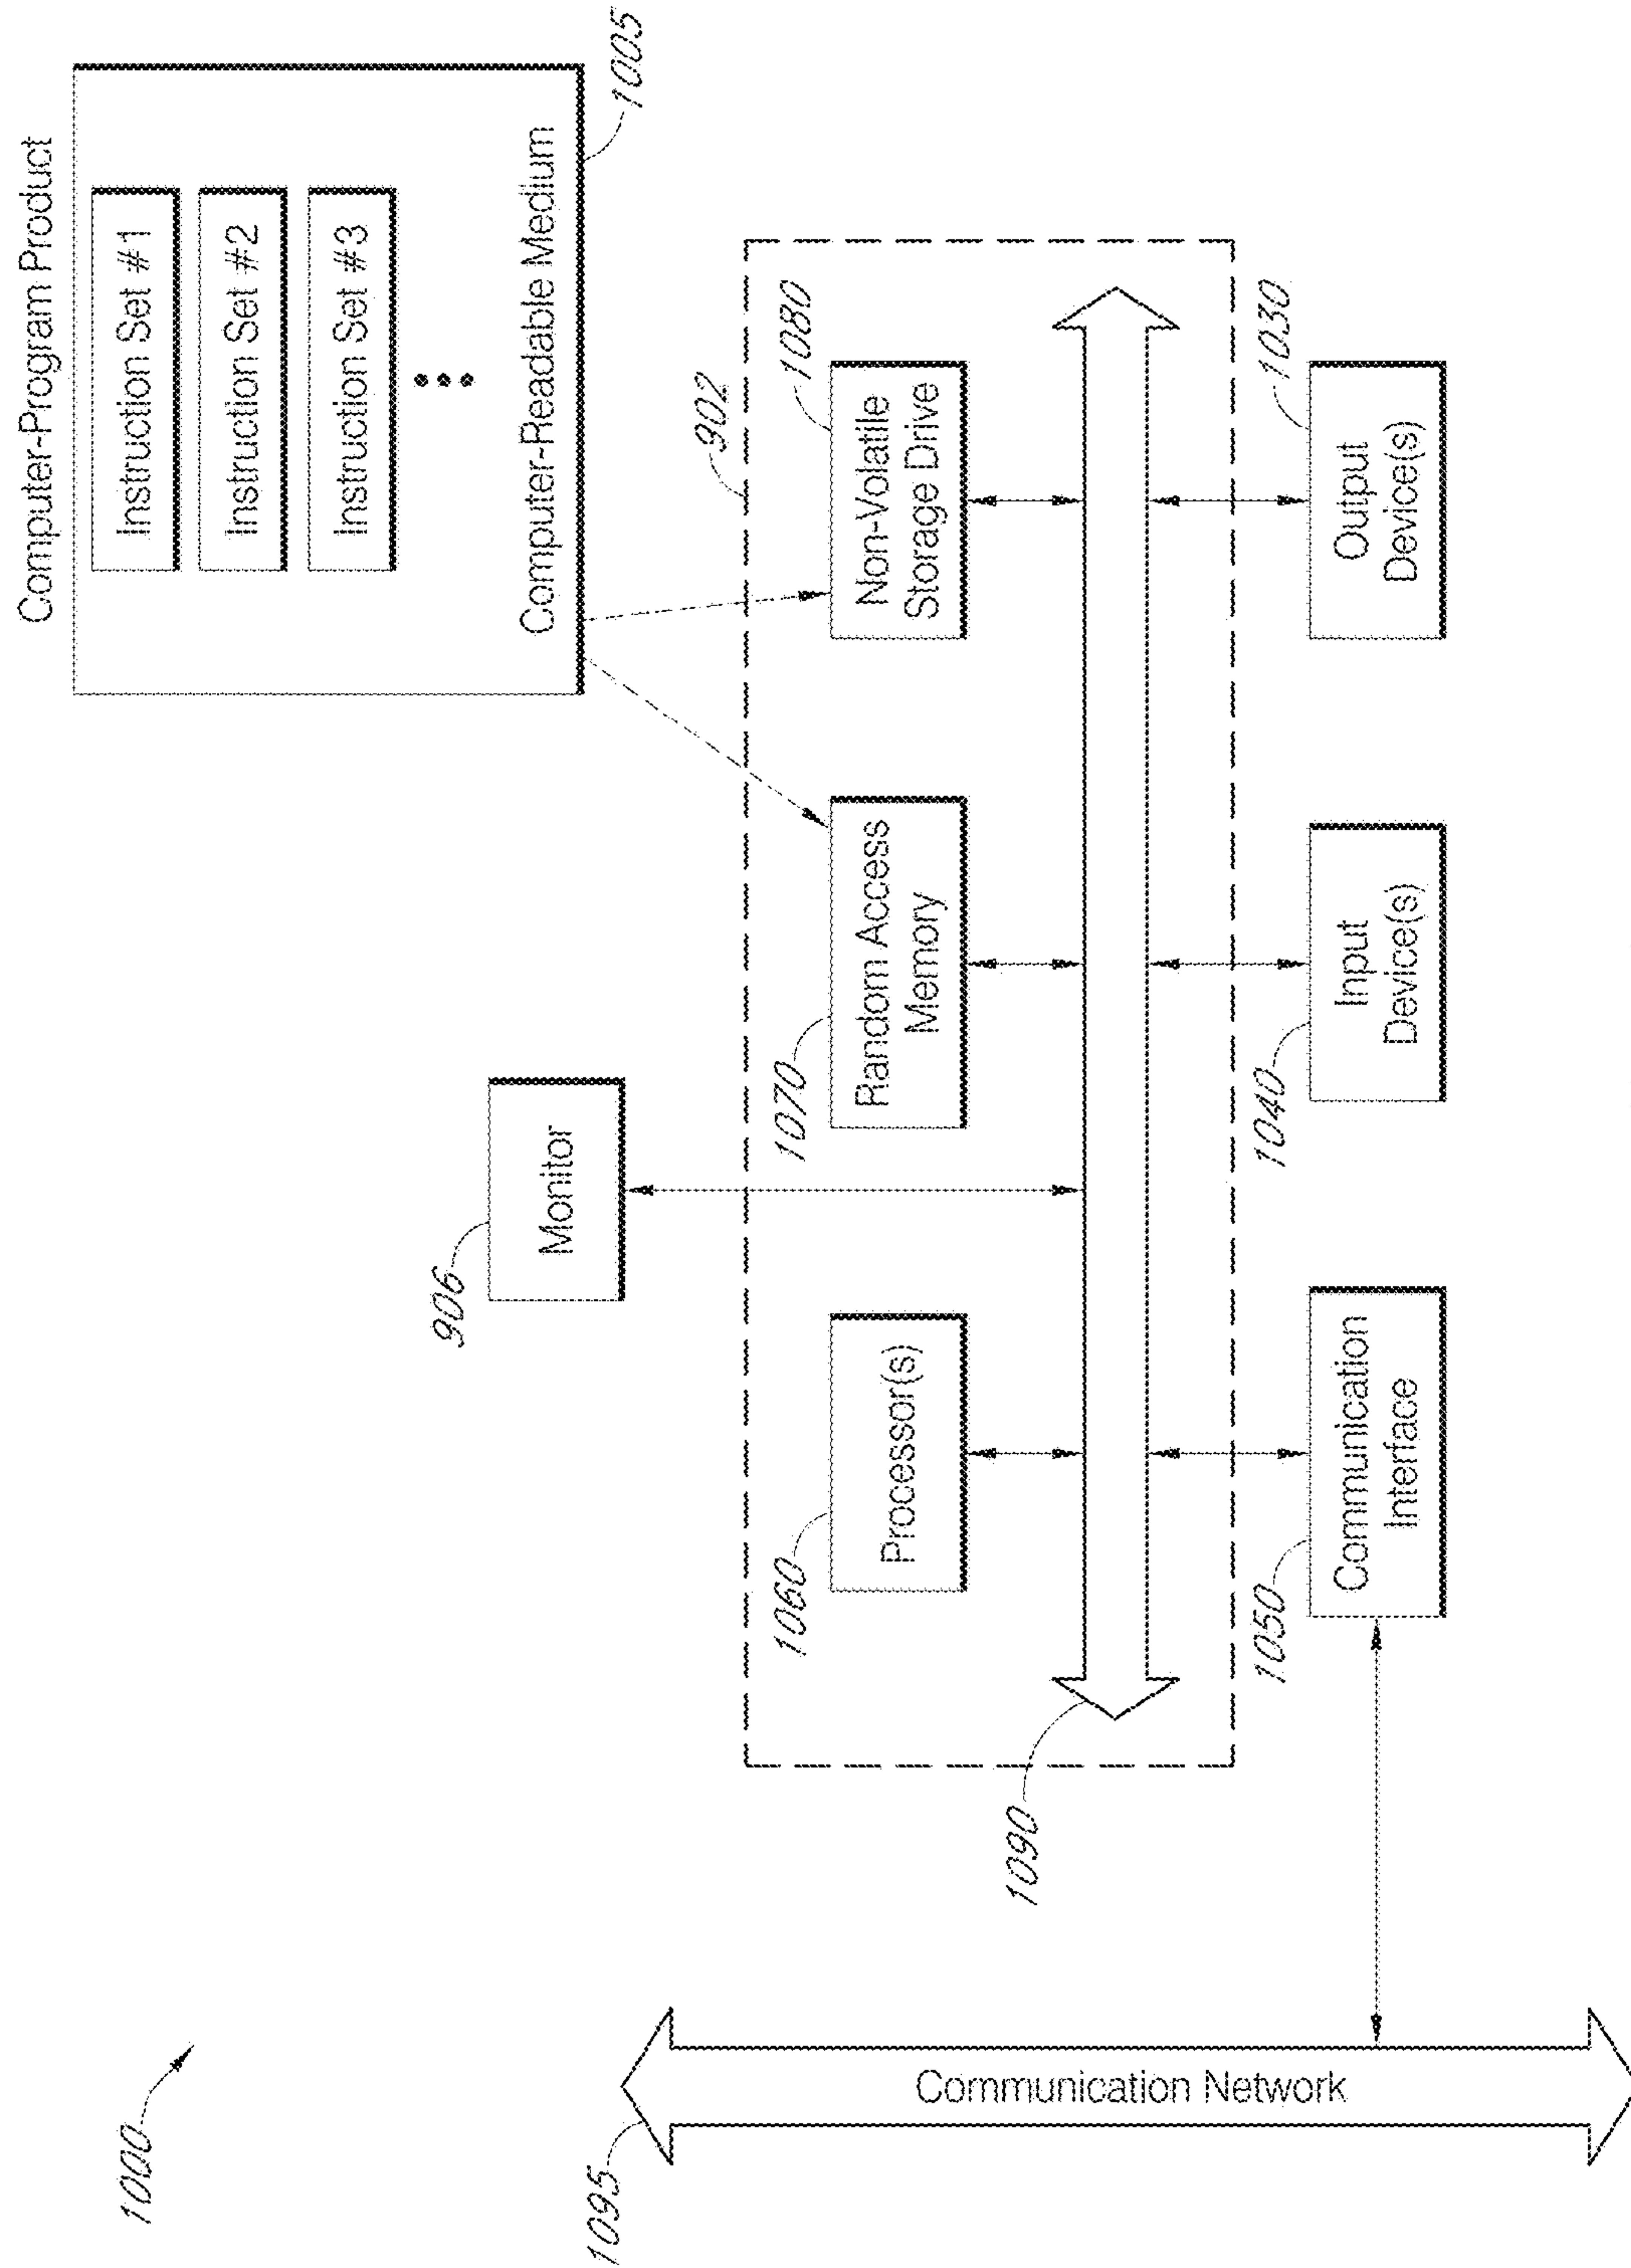 1000
Computer-Program Product
Instruction Set #1
Instruction Set #2
Instruction Set #3
Computer-Readable Medium
1005
906
Monitor
902
1060
Processor(s)
1070
Random Access
Memory
1080
Non-Volatile
Storage Drive
1090
1095
Communication Network
1050
Communication
Interface
1040
Input
Device(s)
1030
Output
Device(s)